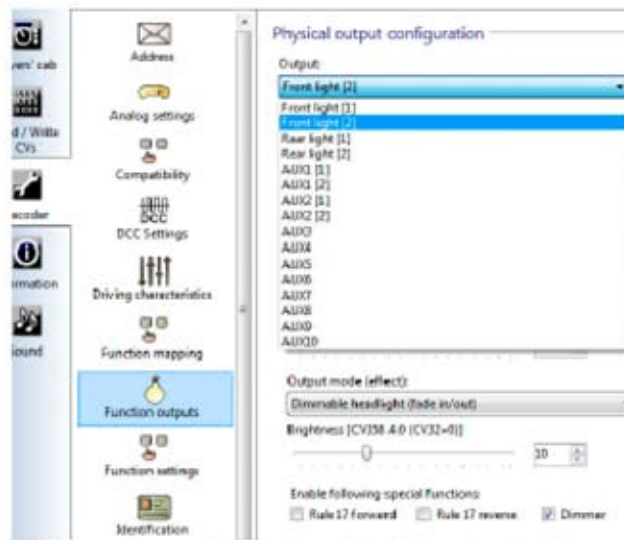 vers' cab
d / Write
CVs
ecoder
ormation
ound
Address
Analog settings
Compatibility
DCC
DCC Settings
Driving characteristics
Function mapping
Function outputs
Function settings
Identification
Physical output configuration
Output:
Front light [2]
Front light [1]
Front light [2]
Rear light [1]
Rear light [2]
AUX1 [1]
AUX1 [2]
AUX2 [1]
AUX2 [2]
AUX3
AUX4
AUX5
AUX6
AUX7
AUX8
AUX9
AUX10
Output mode (effect):
Dimmable headlight (fade in/out)
Brightness [CV358.4-0 (CV32=0)]
10
Enable following special functions
Rule 17 forward
Rule 17 reverse
Dimmer